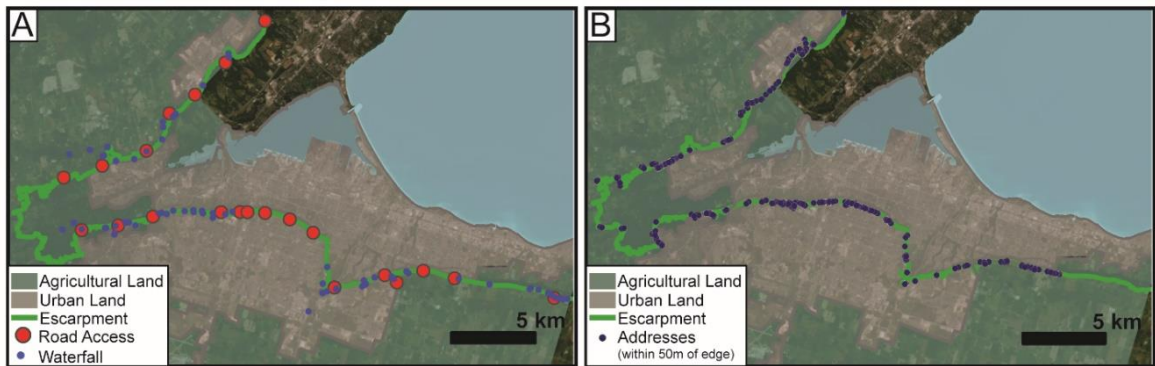 A
Agricultural Land
Urban Land
Escarpment
Road Access
Waterfall
5 km
B
Agricultural Land
Urban Land
Escarpment
Addresses
(within 50m of edge)
5 km